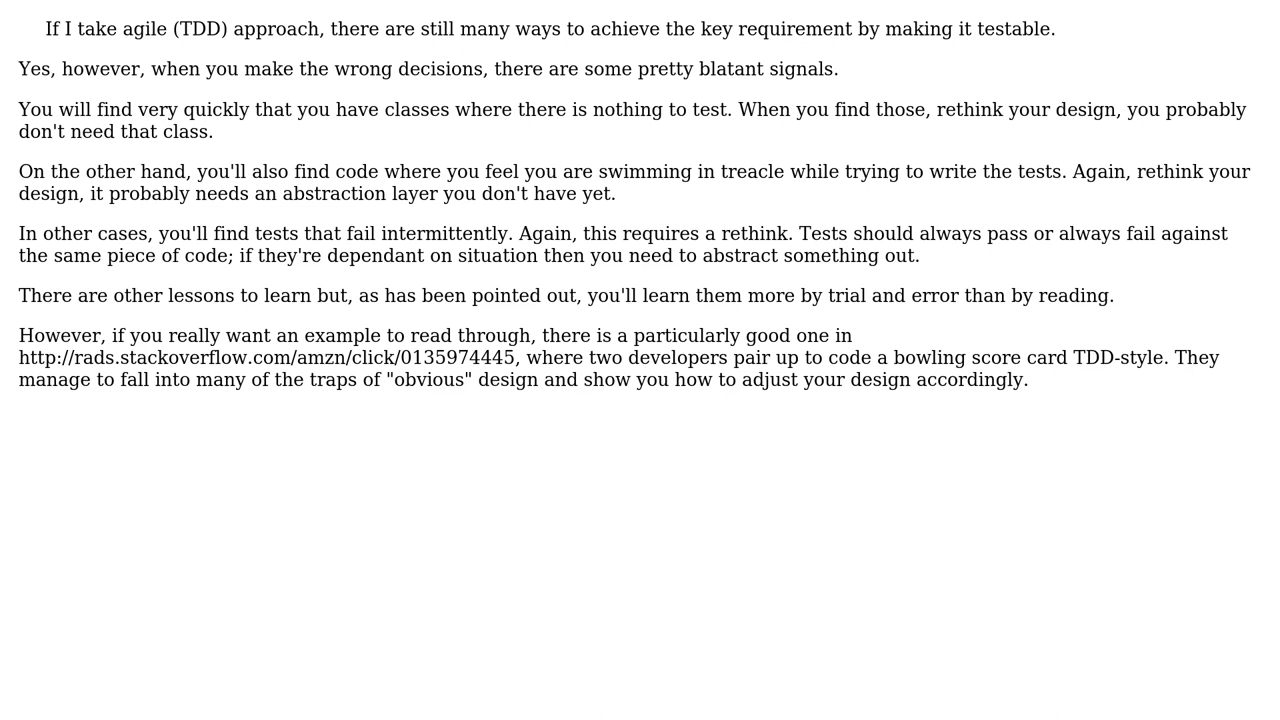 If I take agile (TDD) approach, there are still many ways to achieve the key requirement by making it testable.
Yes, however, when you make the wrong decisions, there are some pretty blatant signals.
You will find very quickly that you have classes where there is nothing to test. When you find those, rethink your design, you probably
don't need that class.
On the other hand, you'll also find code where you feel you are swimming in treacle while trying to write the tests. Again, rethink your
design, it probably needs an abstraction layer you don't have yet.
In other cases, you'll find tests that fail intermittently. Again, this requires a rethink. Tests should always pass or always fail against
the same piece of code; if they're dependant on situation then you need to abstract something out.
There are other lessons to learn but, as has been pointed out, you'll learn them more by trial and error than by reading.
However, if you really want an example to read through, there is a particularly good one in
http://rads.stackoverflow.com/amzn/click/0135974445, where two developers pair up to code a bowling score card TDD-style. They
manage to fall into many of the traps of "obvious" design and show you how to adjust your design accordingly.